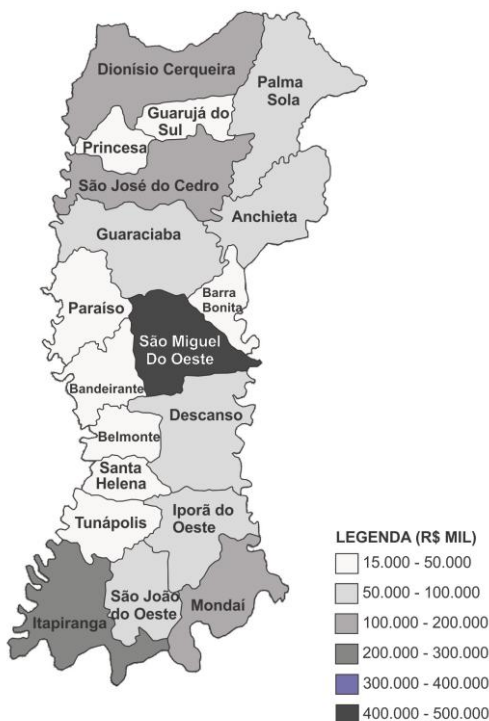 Dionísio Cerqueira
Palma
Sola
Guarujá do
Sul
Princesa
São José do Cedro
Anchieta
Guaraciaba
Paraíso
Barra
Bonita
São Miguel
Do Oeste
Bandeirante
Descanso
Belmonte
Santa
Helena
Tunápolis
Iporã do
Oeste
São João
do Oeste
Mondaí
Itapiranga
LEGENDA (R$ MIL)
15.000 - 50.000
50.000 - 100.000
100.000 - 200.000
200.000 - 300.000
300.000 - 400.000
400.000 - 500.000